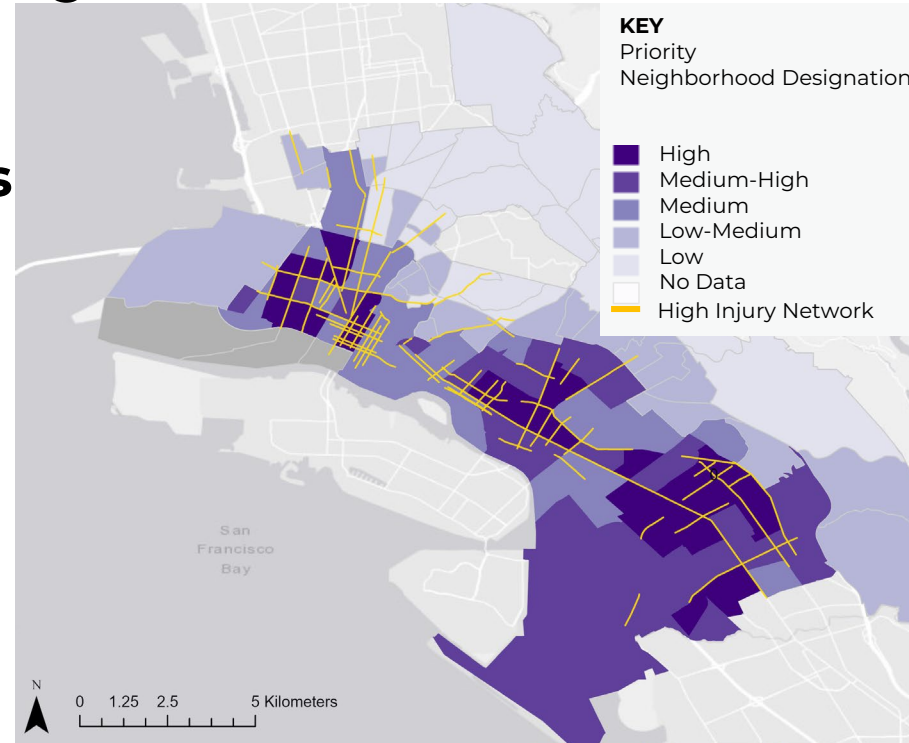 s
KEY
Priority
Neighborhood Designation
High
Medium-High
Medium
Low-Medium
Low
No Data
High Injury Network
San
Francisco
Bay
N
0 1.25 2.5 5 Kilometers